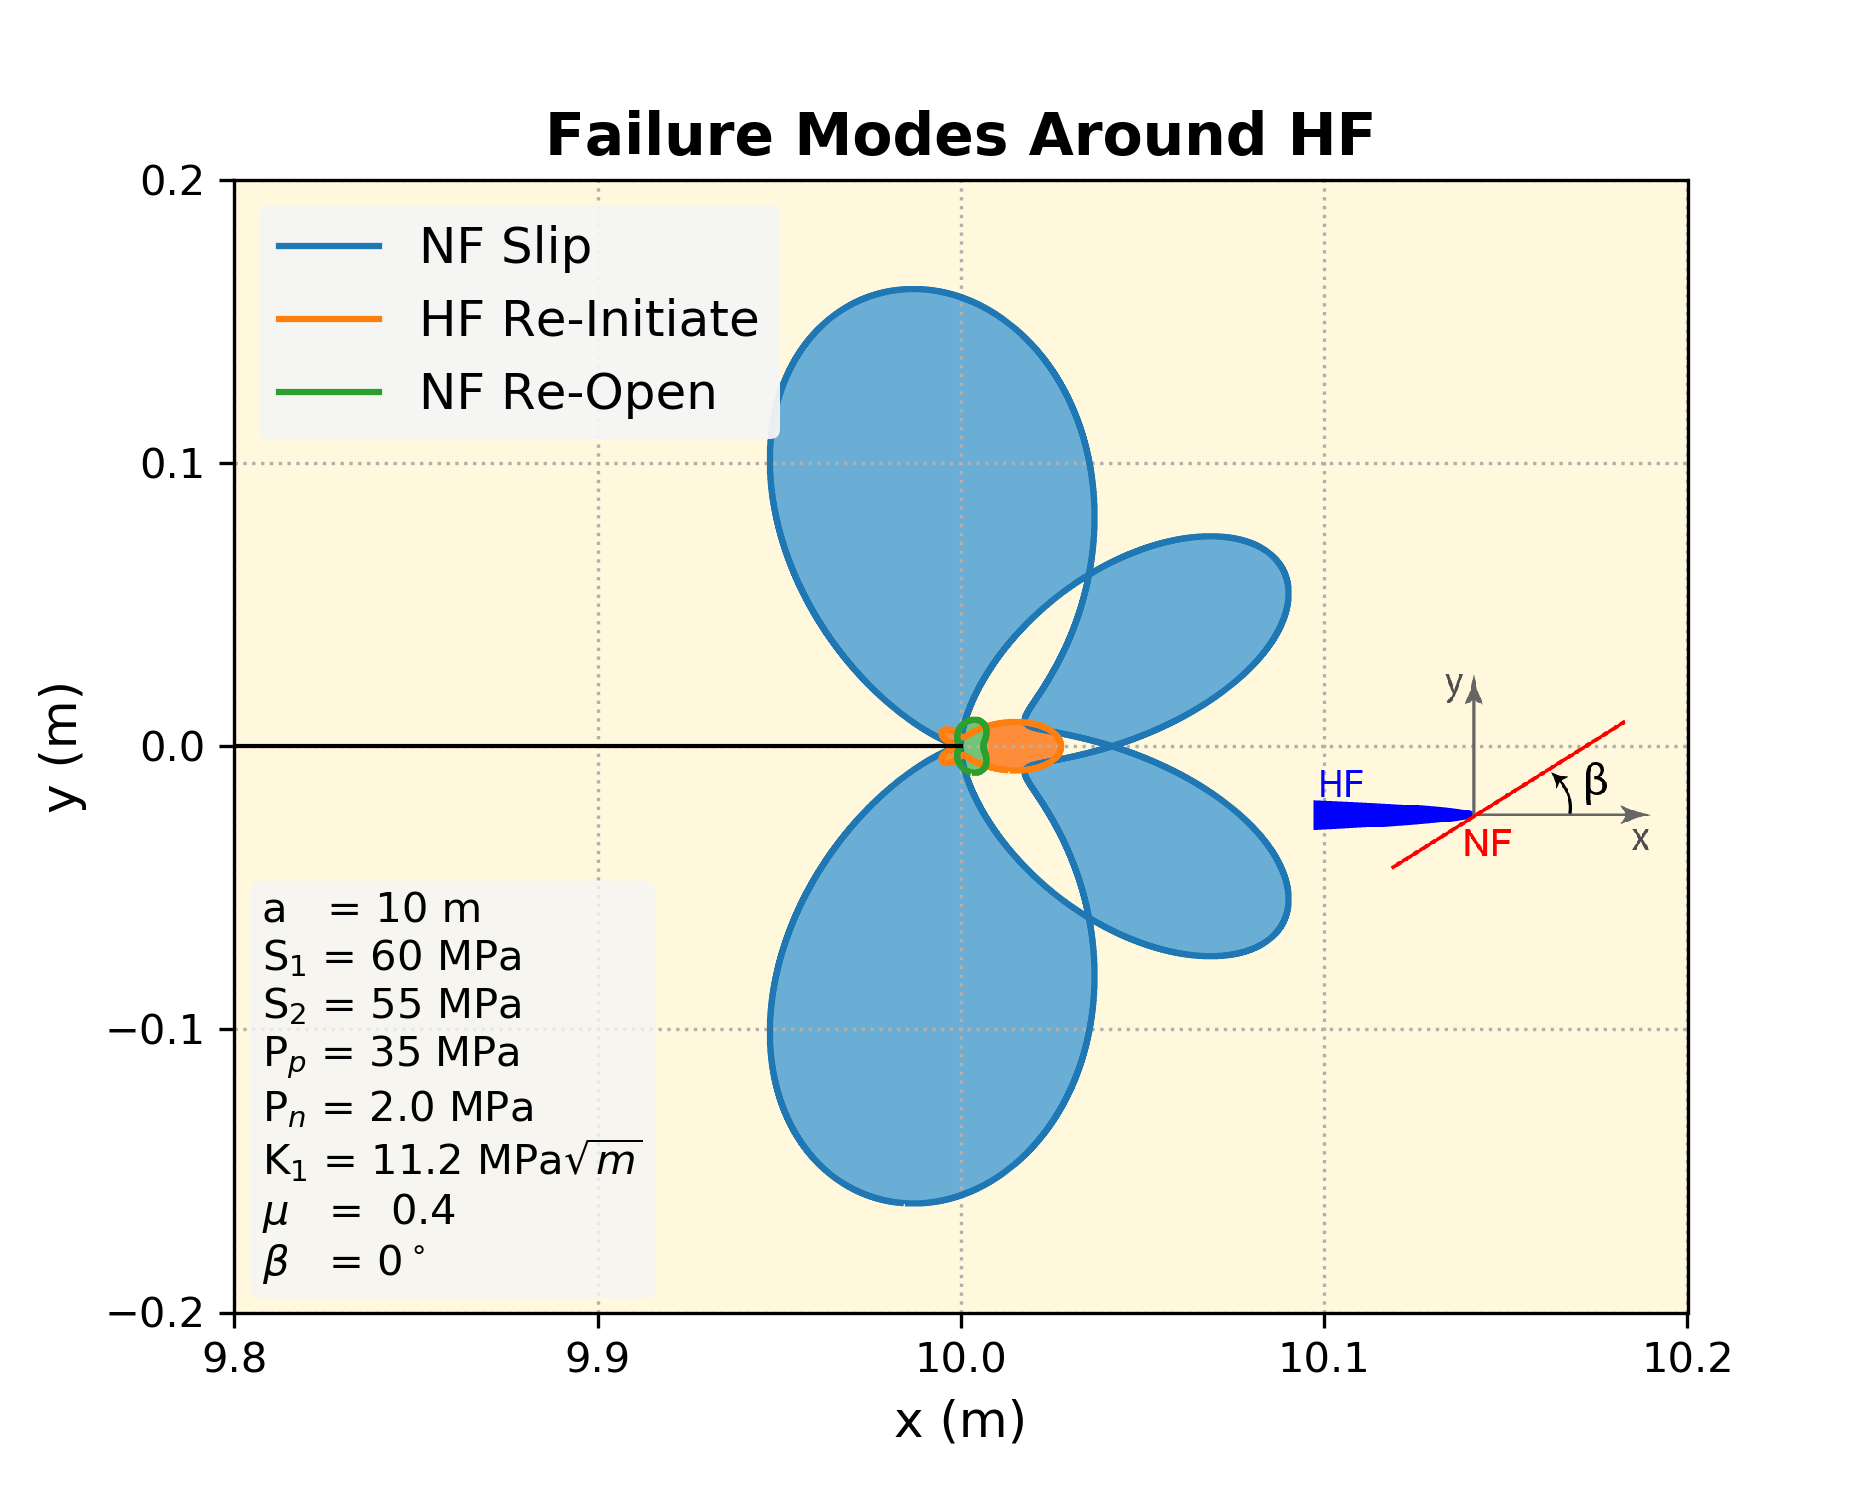 Failure Modes Around HF
0.2
0.1
0.0
−0.1
−0.2
y (m)
NF Slip
HF Re-Initiate
NF Re-Open
y
HF
β
NF
x
a = 10 m
S₁ = 60 MPa
S₂ = 55 MPa
Pₚ = 35 MPa
Pₙ = 2.0 MPa
K₁ = 11.2 MPa√m
μ = 0.4
β = 0°
9.8 9.9 10.0 10.1 10.2
x (m)